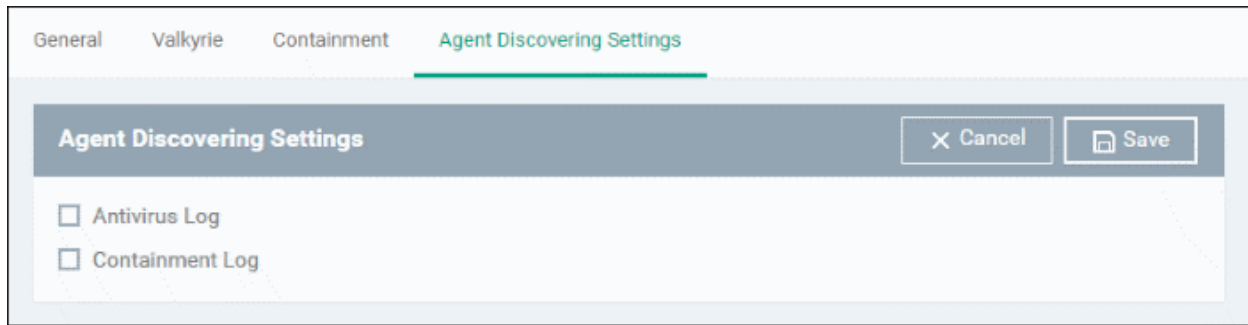 General Valkyrie Containment Agent Discovering Settings
Agent Discovering Settings Cancel Save
Antivirus Log
Containment Log